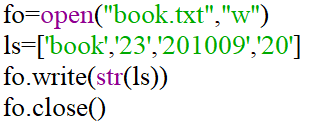 fo=open("book.txt","w")
ls=['book','23','201009','20']
fo.write(str(ls))
fo.close()